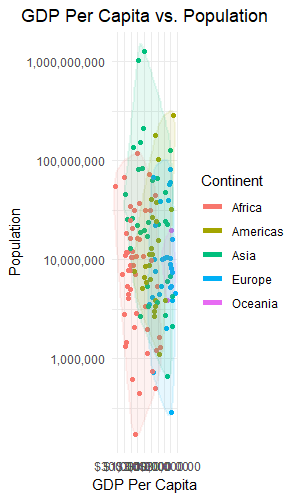 GDP Per Capita vs. Population
1,000,000,000
100,000,000
10,000,000
1,000,000
Population
Continent
Africa
Americas
Asia
Europe
Oceania
GDP Per Capita